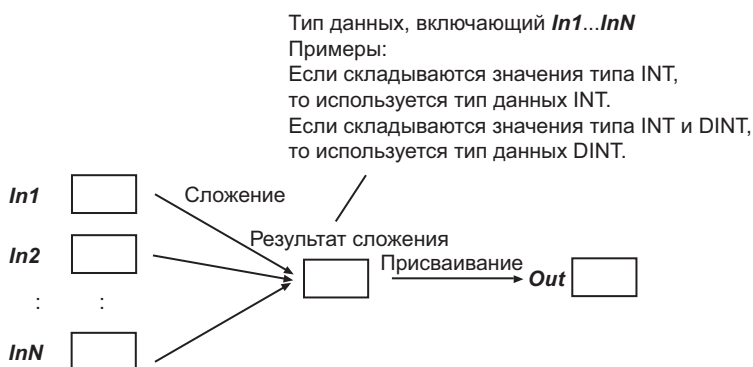 Тип данных, включающий In1...InN
Примеры:
Если складываются значения типа INT,
то используется тип данных INT.
Если складываются значения типа INT и DINT,
то используется тип данных DINT.
In1
Сложение
In2
Результат сложения
Присваивание
Out
: :
InN